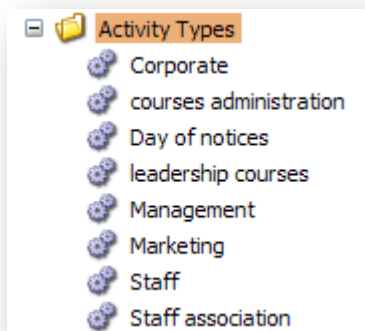 Activity Types
Corporate
courses administration
Day of notices
leadership courses
Management
Marketing
Staff
Staff association